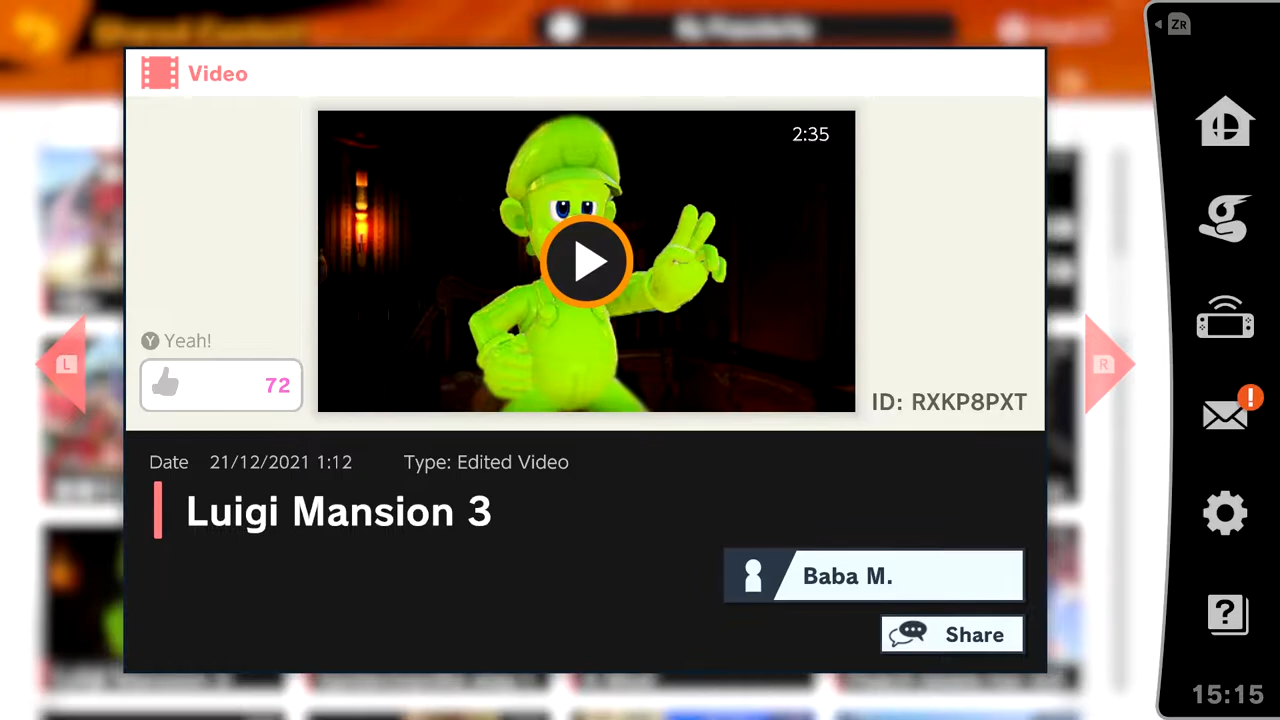 ZR
Video
2:35
Y Yeah!
72
L
R
ID: RXKP8PXT
Date 21/12/2021 1:12 Type: Edited Video
Luigi Mansion 3
Baba M.
Share
15:15